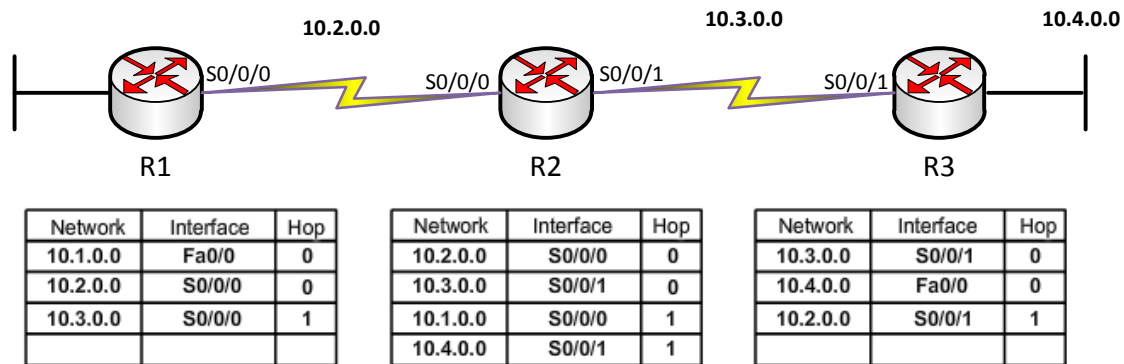 10.2.0.0
10.3.0.0
10.4.0.0
S0/0/0
S0/0/0
S0/0/1
S0/0/1
R1
R2
R3
Network Interface Hop
10.1.0.0 Fa0/0 0
10.2.0.0 S0/0/0 0
10.3.0.0 S0/0/0 1
Network Interface Hop
10.2.0.0 S0/0/0 0
10.3.0.0 S0/0/1 0
10.1.0.0 S0/0/0 1
10.4.0.0 S0/0/1 1
Network Interface Hop
10.3.0.0 S0/0/1 0
10.4.0.0 Fa0/0 0
10.2.0.0 S0/0/1 1